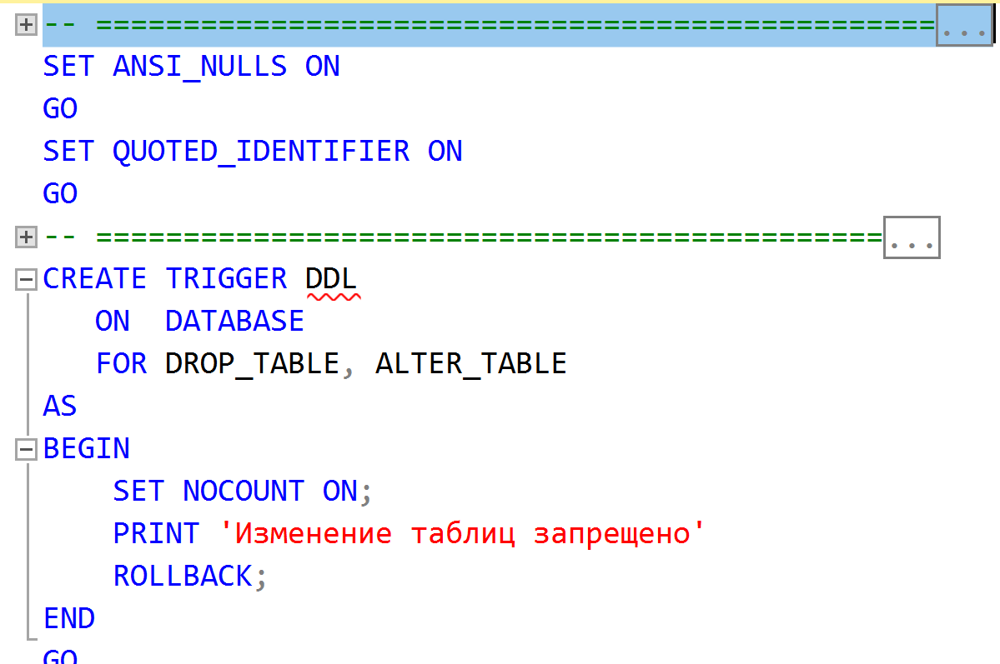 -- ================================================...
SET ANSI_NULLS ON
GO
SET QUOTED_IDENTIFIER ON
GO
-- =============================================...
CREATE TRIGGER DDL
ON  DATABASE
FOR DROP_TABLE, ALTER_TABLE
AS
BEGIN
SET NOCOUNT ON;
PRINT 'Изменение таблиц запрещено'
ROLLBACK;
END
GO